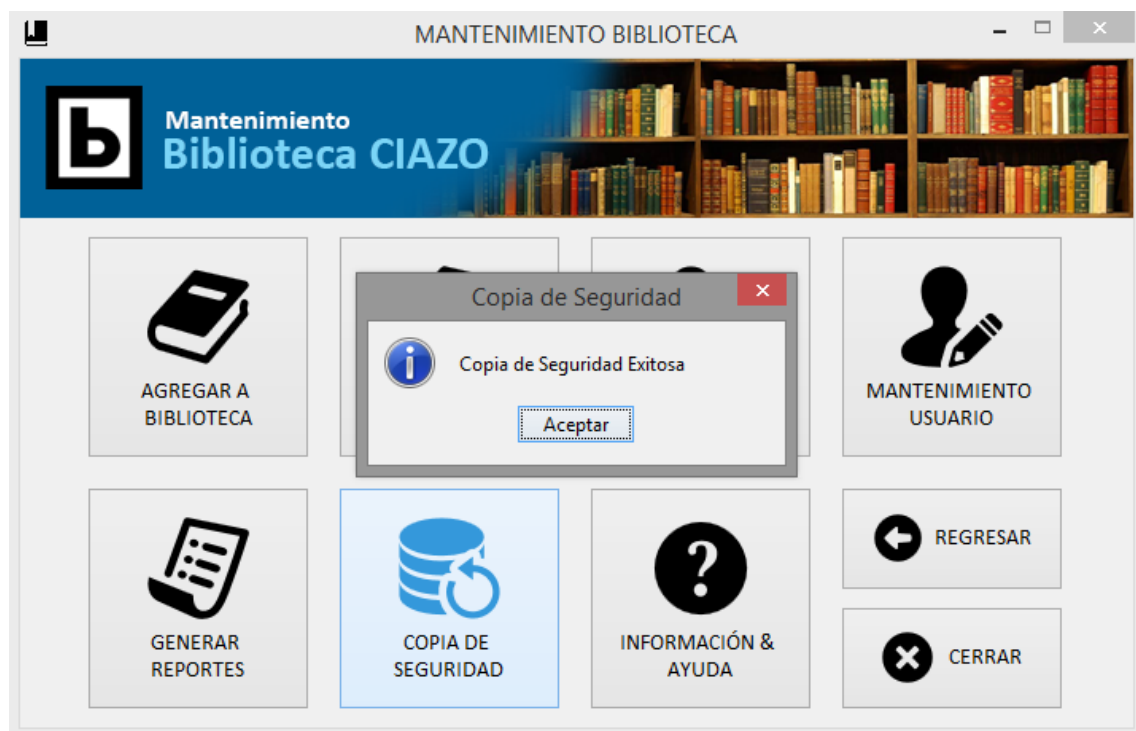 MANTENIMIENTO BIBLIOTECA
b
Mantenimiento
Biblioteca CIAZO
Copia de Seguridad
Copia de Seguridad Exitosa
Aceptar
AGREGAR A
BIBLIOTECA
MANTENIMIENTO
USUARIO
GENERAR
REPORTES
COPIA DE
SEGURIDAD
INFORMACIÓN &
AYUDA
REGRESAR
CERRAR